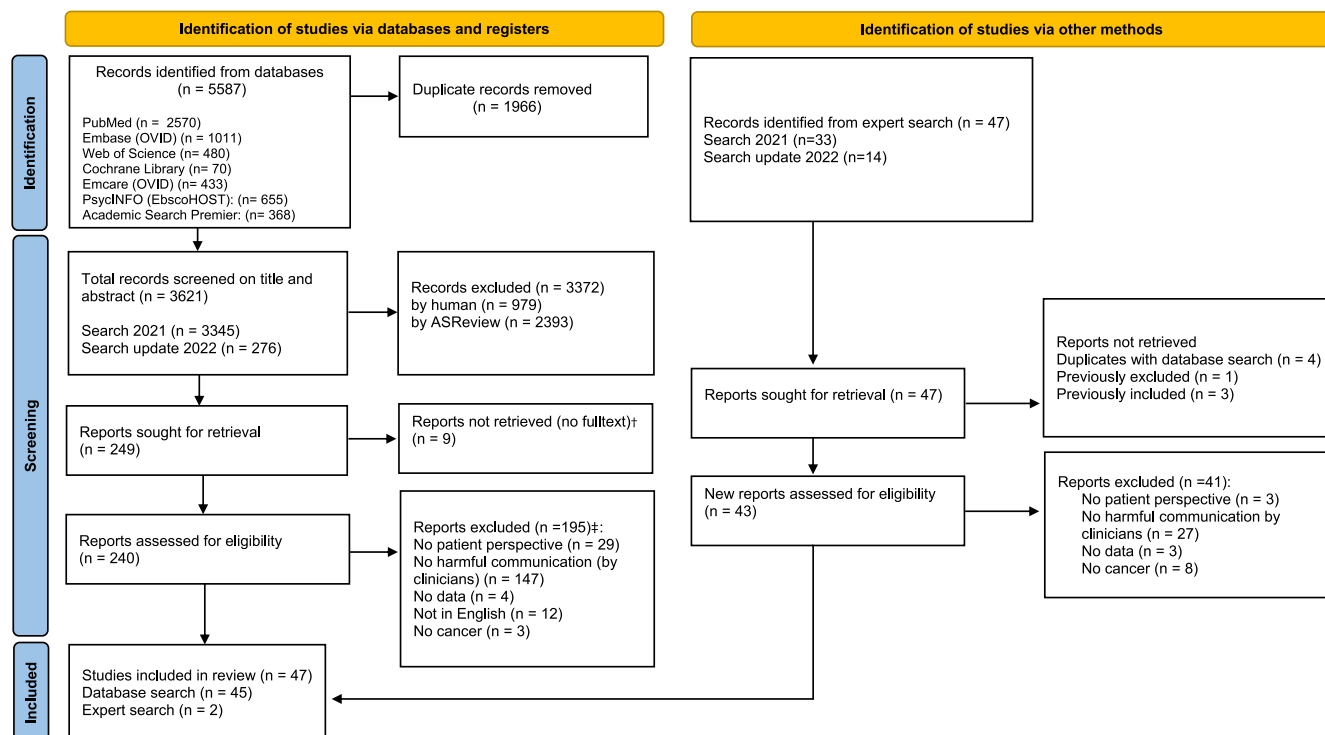 Identification of studies via databases and registers
Identification of studies via other methods
Identification
Records identified from databases
(n = 5587)
PubMed (n =  2570)
Embase (OVID) (n = 1011)
Web of Science (n= 480)
Cochrane Library (n= 70)
Emcare (OVID) (n= 433)
PsycINFO (EbscoHOST): (n= 655)
Academic Search Premier: (n= 368)
Duplicate records removed
(n = 1966)
Records identified from expert search (n = 47)
Search 2021 (n=33)
Search update 2022 (n=14)
Screening
Total records screened on title and
abstract (n = 3621)
Search 2021 (n = 3345)
Search update 2022 (n = 276)
Records excluded (n = 3372)
by human (n = 979)
by ASReview (n = 2393)
Reports sought for retrieval
(n = 249)
Reports not retrieved (no fulltext)†
(n = 9)
Reports sought for retrieval (n = 47)
Reports not retrieved
Duplicates with database search (n = 4)
Previously excluded (n = 1)
Previously included (n = 3)
Reports assessed for eligibility
(n = 240)
Reports excluded (n =195)‡:
No patient perspective (n = 29)
No harmful communication (by
clinicians) (n = 147)
No data (n = 4)
Not in English (n = 12)
No cancer (n = 3)
New reports assessed for eligibility
(n = 43)
Reports excluded (n =41):
No patient perspective (n = 3)
No harmful communication by
clinicians (n = 27)
No data (n = 3)
No cancer (n = 8)
Included
Studies included in review (n = 47)
Database search (n = 45)
Expert search (n = 2)